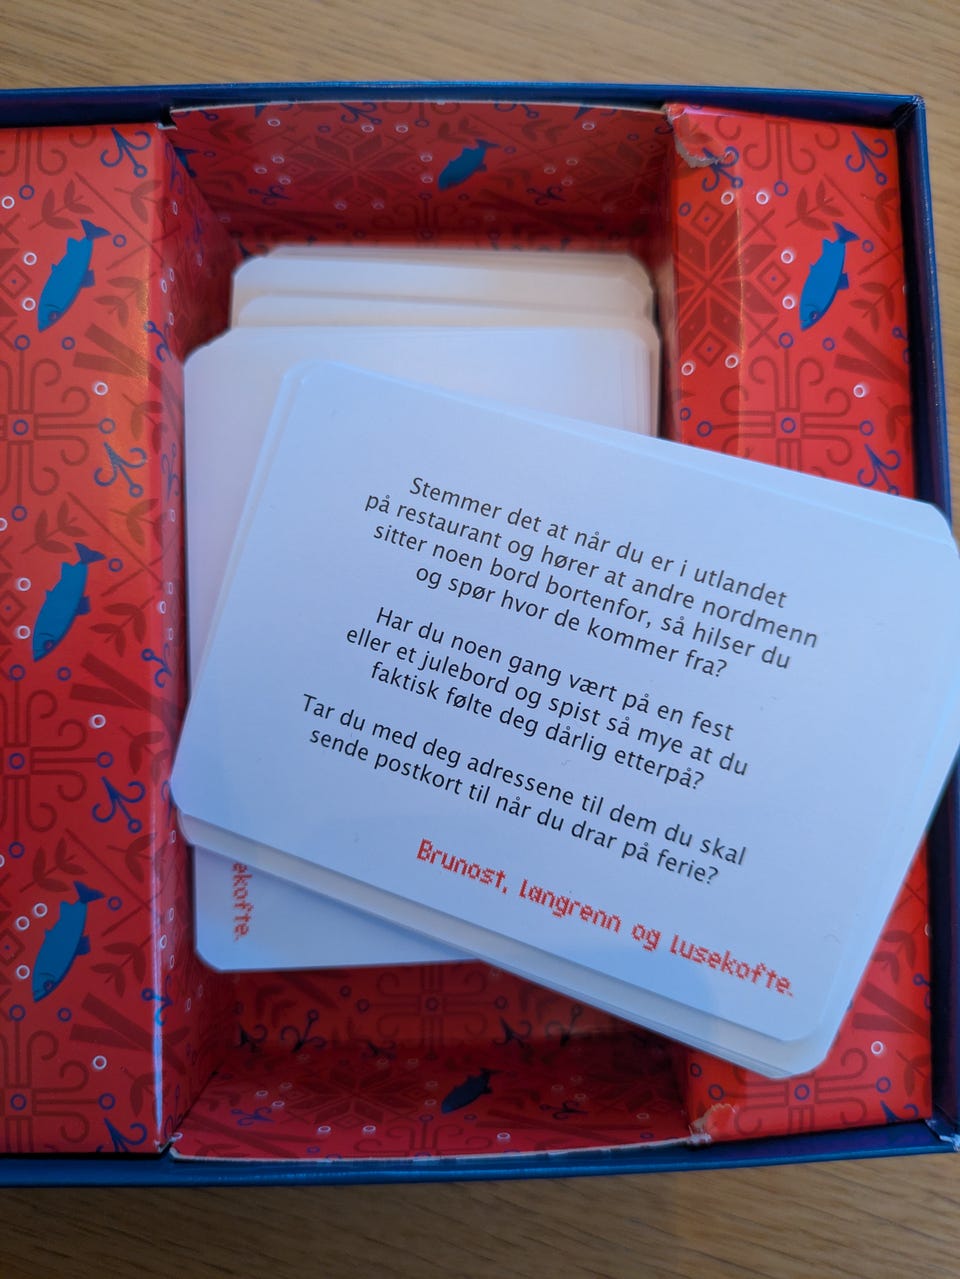 Stemmer det at når du er i utlandet
på restaurant og hører at andre nordmenn
sitter noen bord bortenfor, så hilser du
og spør hvor de kommer fra?
Har du noen gang vært på en fest
eller et julebord og spist så mye at du
faktisk følte deg dårlig etterpå?
Tar du med deg adressene til dem du skal
sende postkort til når du drar på ferie?
Brunost, langrenn og lusekofte.
ekofte.